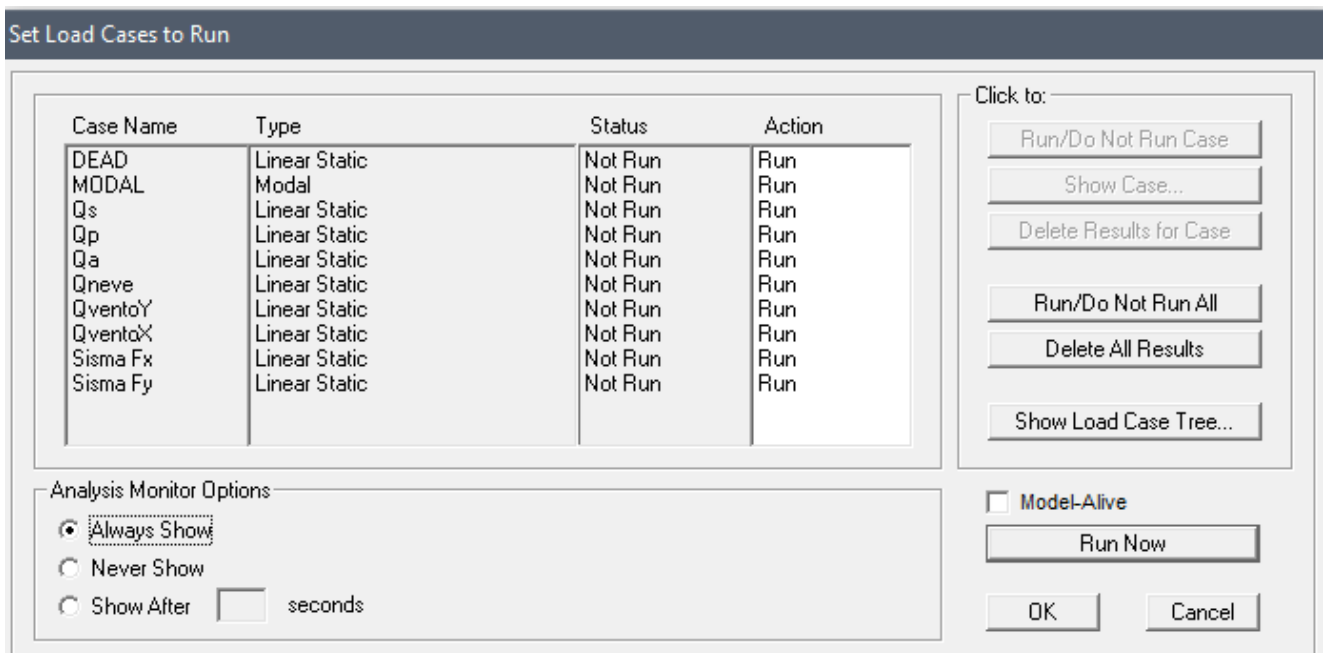 Set Load Cases to Run
Case Name Type Status Action
DEAD Linear Static Not Run Run
MODAL Modal Not Run Run
Qs Linear Static Not Run Run
Qp Linear Static Not Run Run
Qa Linear Static Not Run Run
Qneve Linear Static Not Run Run
QventoY Linear Static Not Run Run
QventoX Linear Static Not Run Run
Sisma Fx Linear Static Not Run Run
Sisma Fy Linear Static Not Run Run
Click to:
Run/Do Not Run Case
Show Case...
Delete Results for Case
Run/Do Not Run All
Delete All Results
Show Load Case Tree...
Analysis Monitor Options
Always Show
Never Show
Show After seconds
Model-Alive
Run Now
OK Cancel